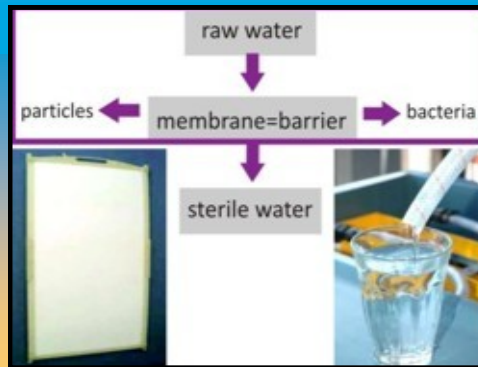 raw water
particles
membrane=barrier
bacteria
sterile water